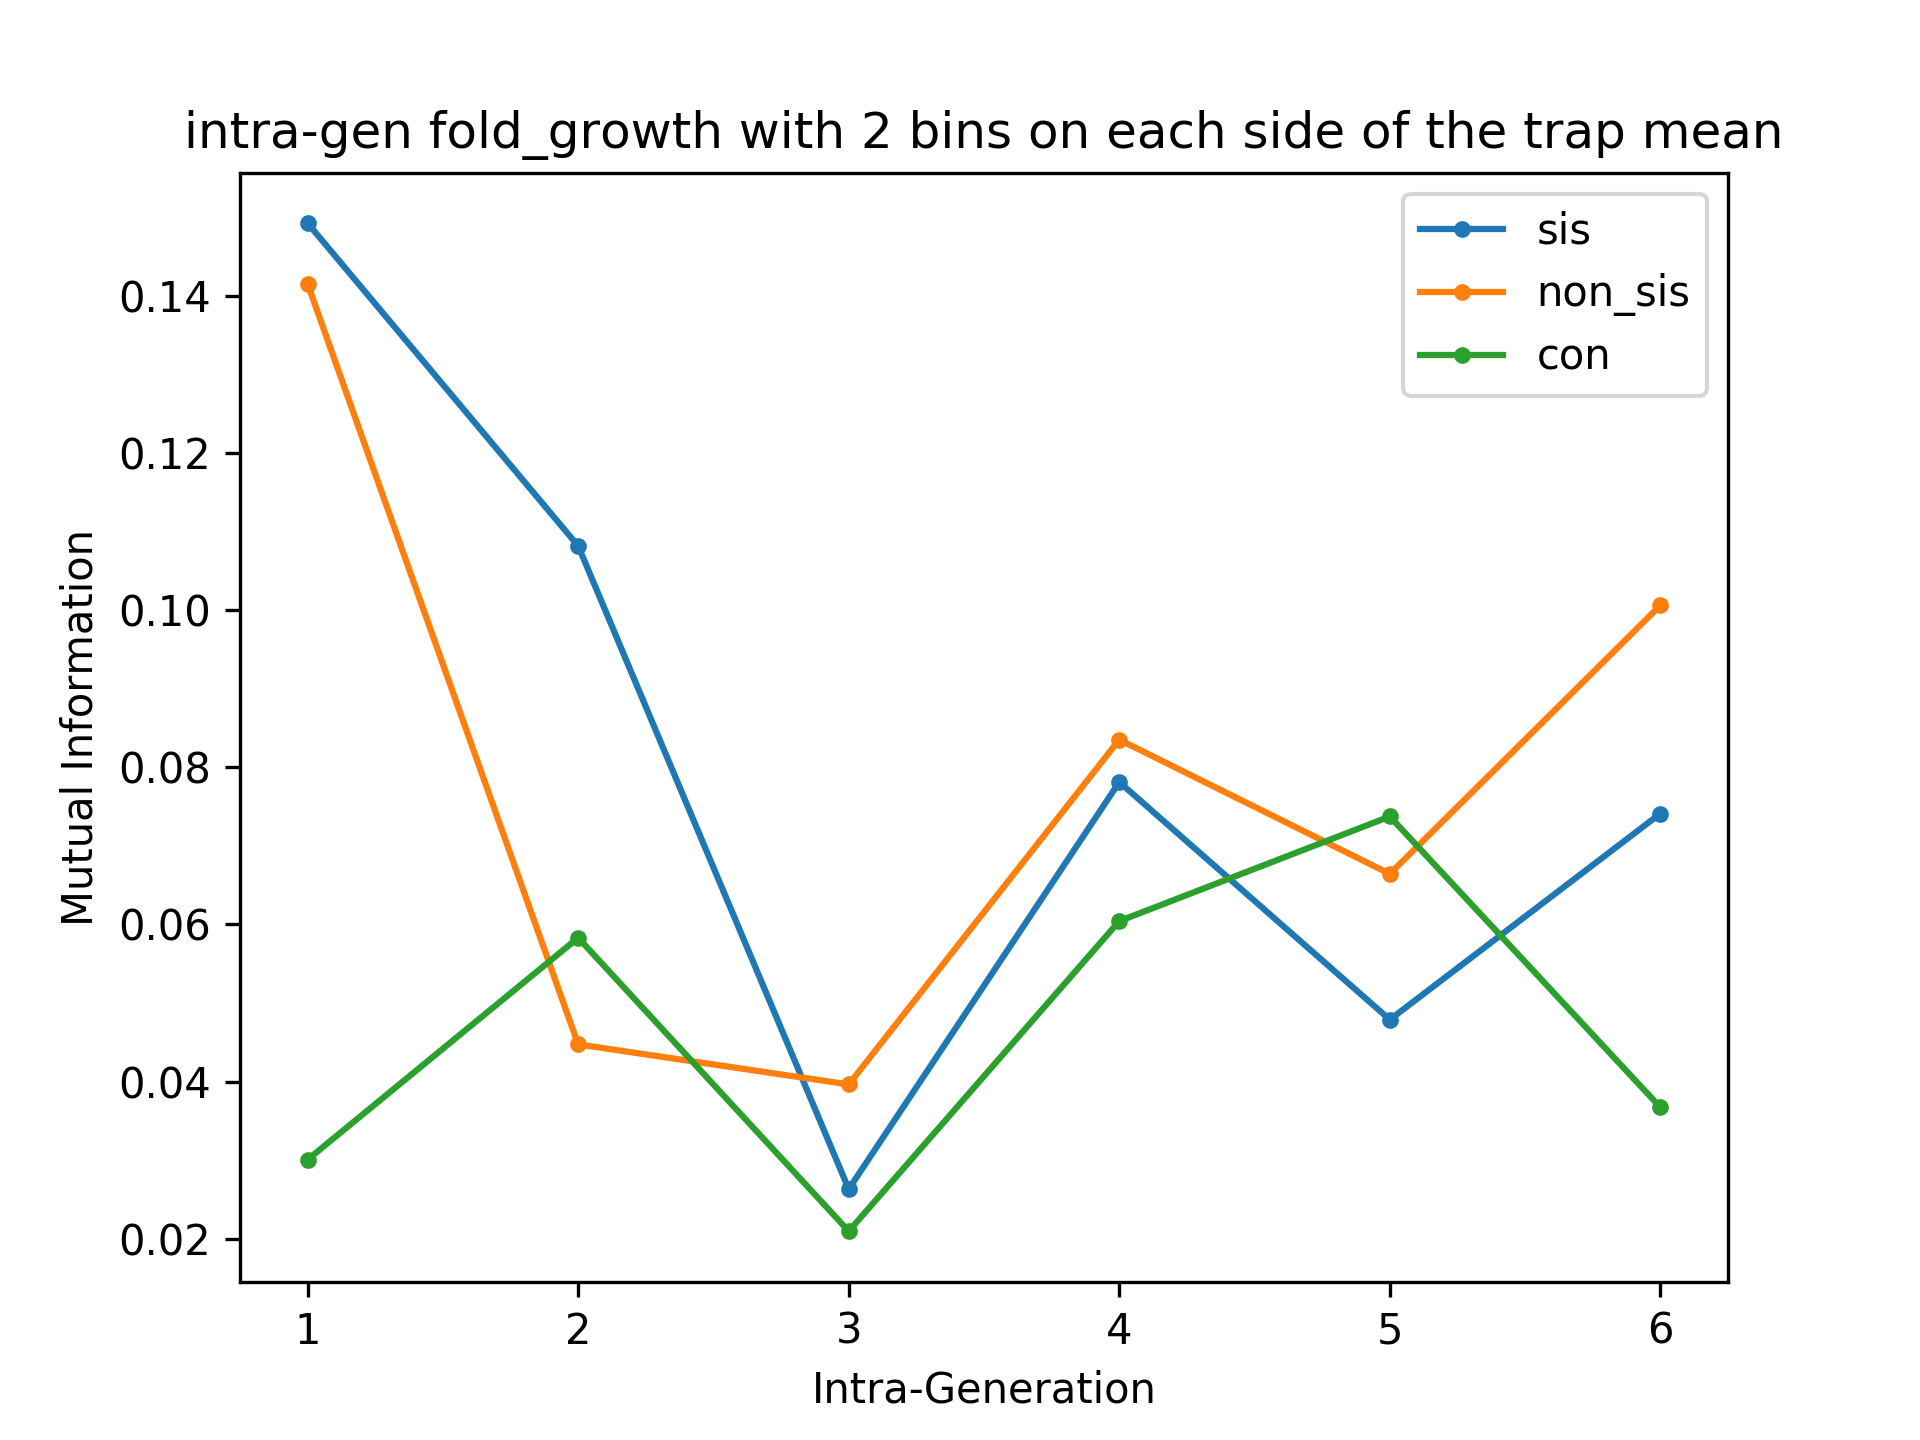 intra-gen fold_growth with 2 bins on each side of the trap mean
sis
non_sis
con
0.14
0.12
0.10
0.08
0.06
0.04
0.02
Mutual Information
1 2 3 4 5 6
Intra-Generation